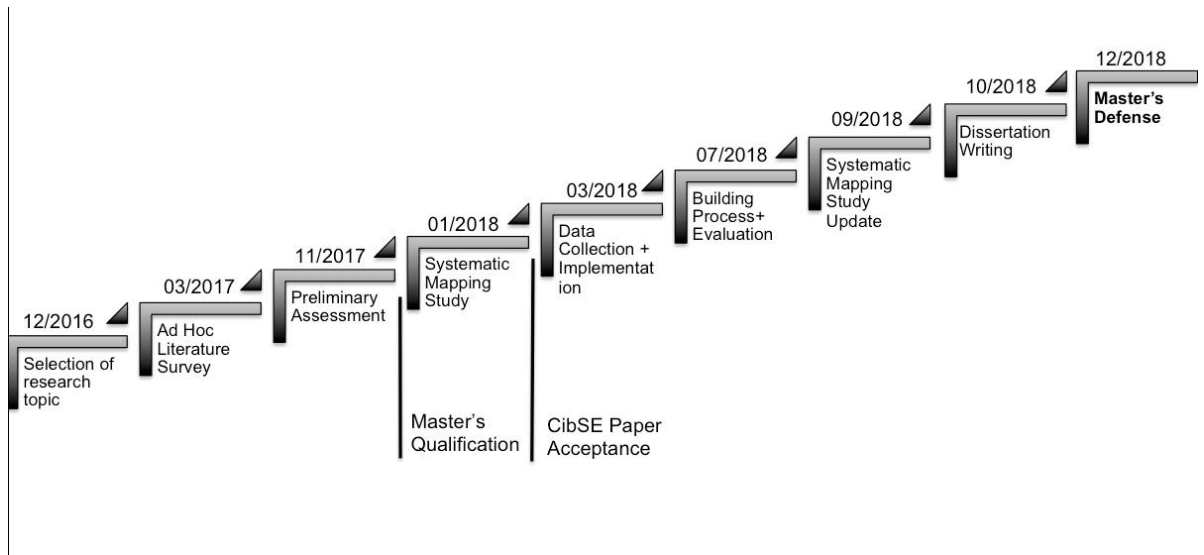 12/2016
Selection of
research
topic
03/2017
Ad Hoc
Literature
Survey
11/2017
Preliminary
Assessment
01/2018
Systematic
Mapping
Study
03/2018
Data
Collection +
Implementat
ion
07/2018
Building
Process+
Evaluation
09/2018
Systematic
Mapping
Study
Update
10/2018
Dissertation
Writing
12/2018
Master's
Defense
Master's
Qualification
CibSE Paper
Acceptance